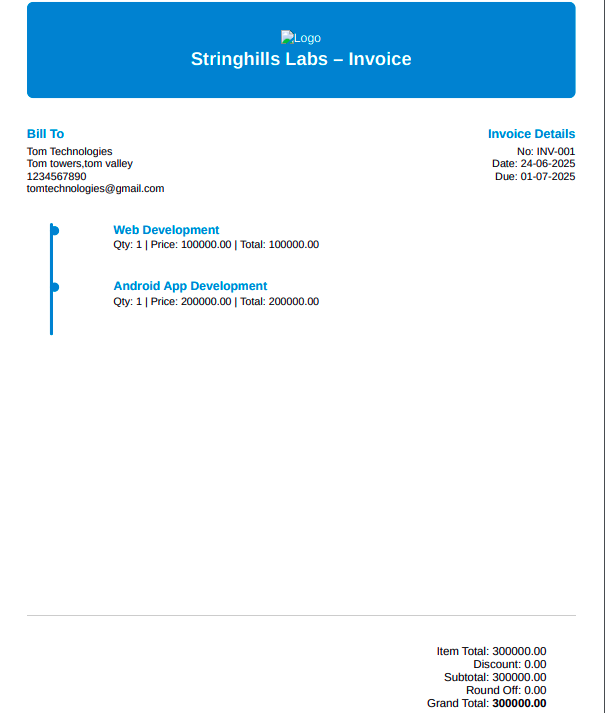 Logo
Stringhills Labs – Invoice
Bill To
Tom Technologies
Tom towers,tom valley
1234567890
tomtechnologies@gmail.com
Invoice Details
No: INV-001
Date: 24-06-2025
Due: 01-07-2025
Web Development
Qty: 1 | Price: 100000.00 | Total: 100000.00
Android App Development
Qty: 1 | Price: 200000.00 | Total: 200000.00
Item Total: 300000.00
Discount: 0.00
Subtotal: 300000.00
Round Off: 0.00
Grand Total: 300000.00